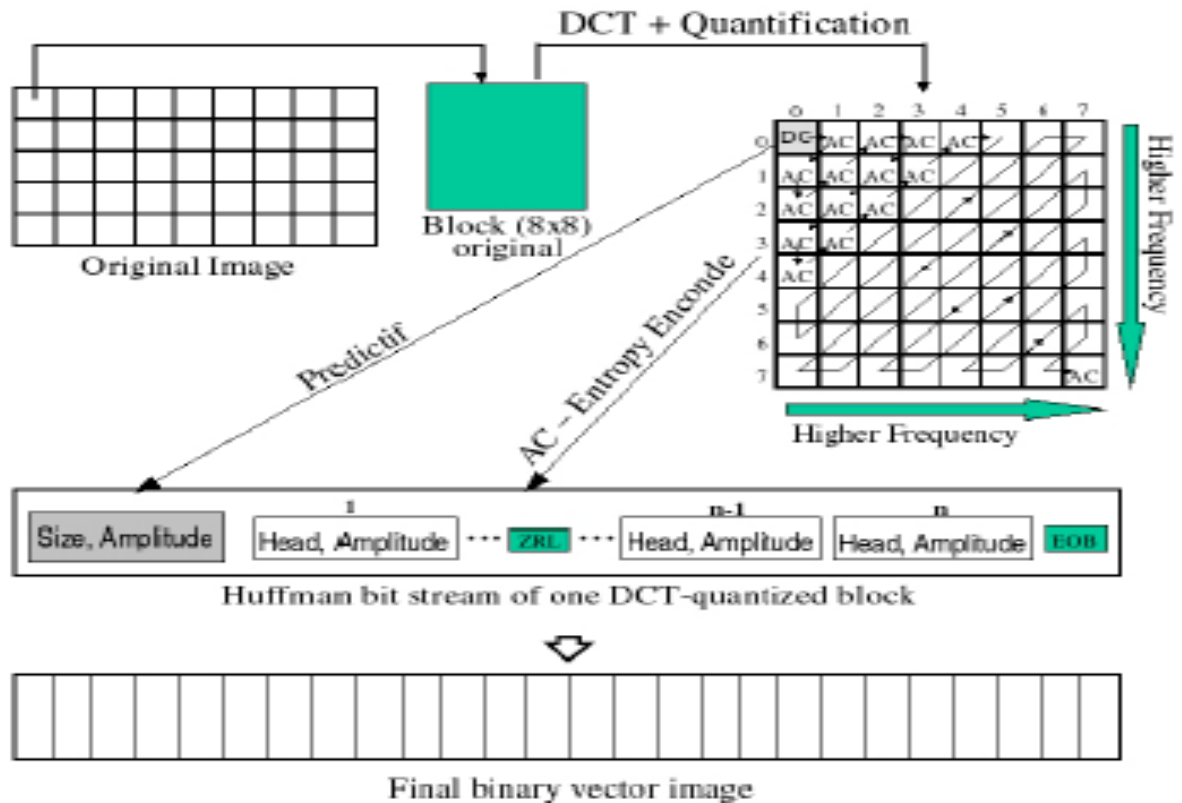 DCT + Quantification
Original Image
Block (8x8)
original
0 1 2 3 4 5 6 7
0 DC AC AC AC AC
1 AC AC AC AC
2 AC AC AC
3 AC AC
4 AC
5
6
7 AC
Higher Frequency
Higher Frequency
Predictif
AC - Entropy Enconde
1 n-1 n
Size, Amplitude Head, Amplitude ... ZRL ... Head, Amplitude Head, Amplitude EOB
Huffman bit stream of one DCT-quantized block
Final binary vector image